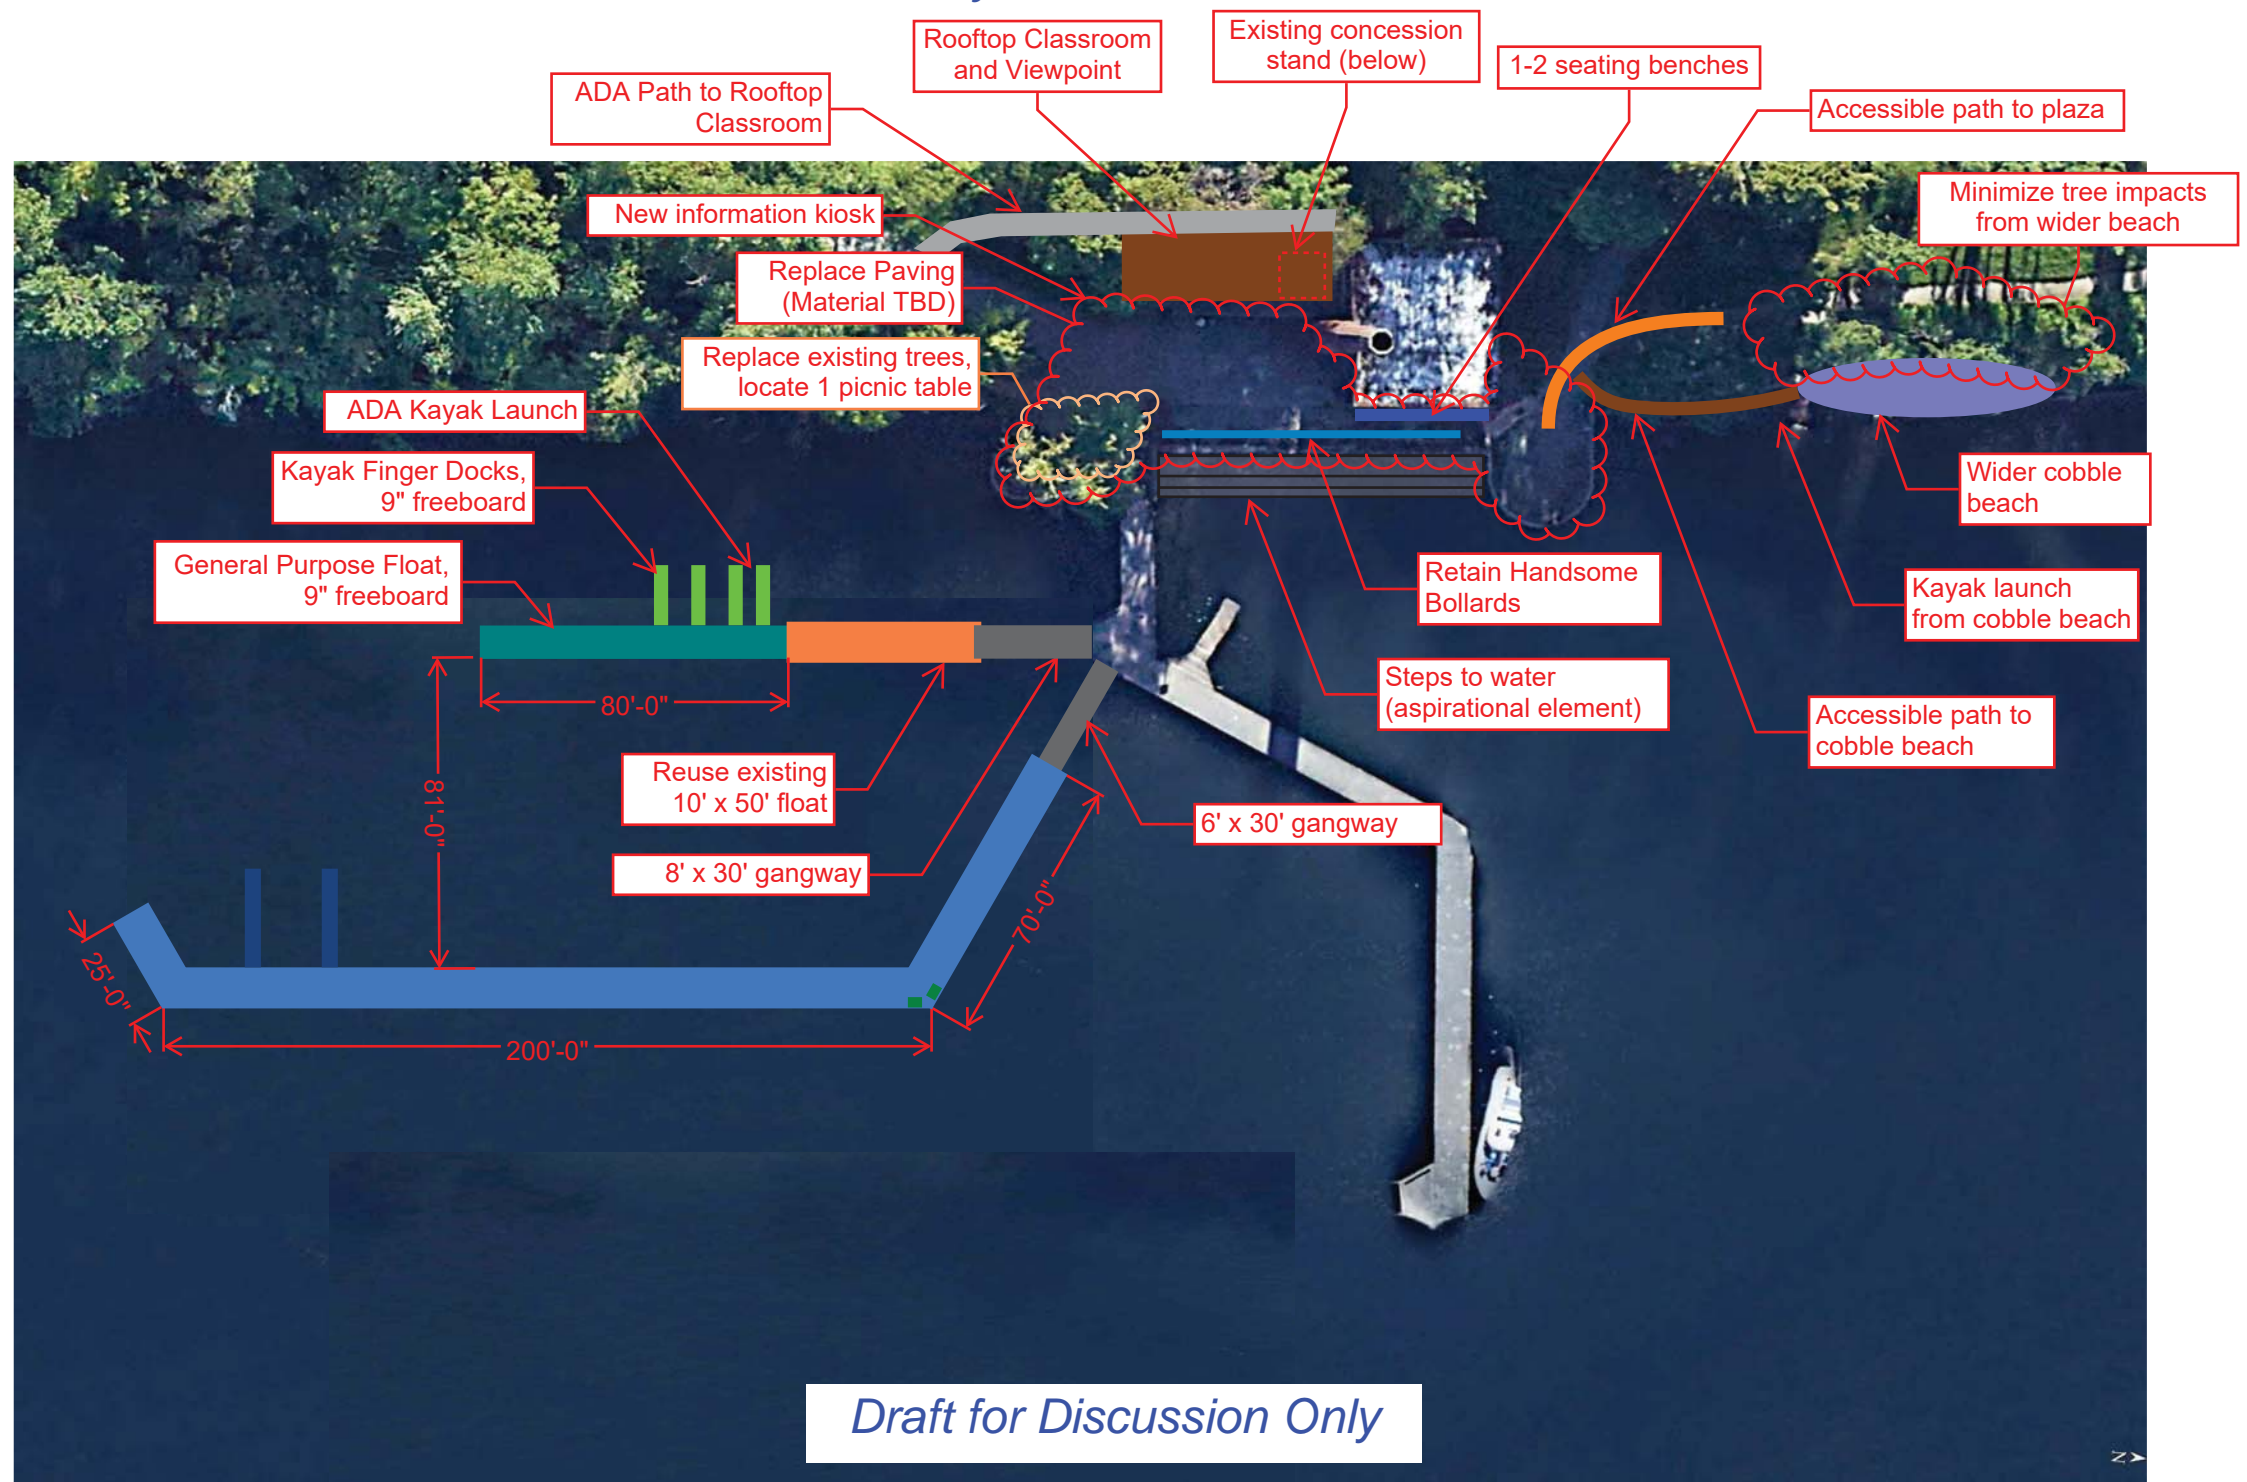 Rooftop Classroom
and Viewpoint
Existing concession
stand (below)
1-2 seating benches
ADA Path to Rooftop
Classroom
Accessible path to plaza
New information kiosk
Minimize tree impacts
from wider beach
Replace Paving
(Material TBD)
Replace existing trees,
locate 1 picnic table
ADA Kayak Launch
Kayak Finger Docks,
9" freeboard
Wider cobble
beach
General Purpose Float,
9" freeboard
Retain Handsome
Bollards
Kayak launch
from cobble beach
Steps to water
(aspirational element)
80'-0"
Accessible path to
cobble beach
Reuse existing
10' x 50' float
81'-0"
6' x 30' gangway
8' x 30' gangway
70'-0"
25'-0"
200'-0"
Draft for Discussion Only
N